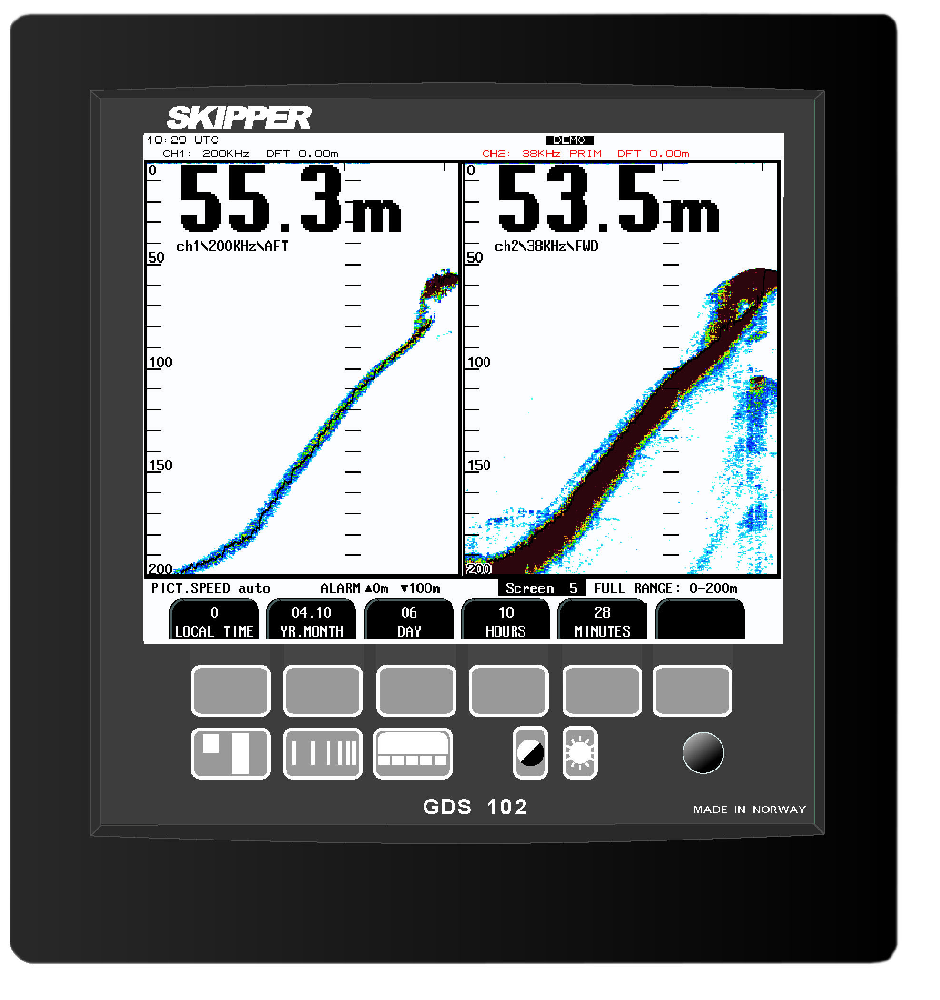 SKIPPER
10:29 UTC DEMO
CH1: 200KHz DFT 0.00m CH2: 38KHz PRIM DFT 0.00m
0 55.3m 0 53.5m
ch1\200KHz\AFT ch2\38KHz\FWD
50 50
100 100
150 150
200 200
PICT.SPEED auto ALARM ▲0m ▼100m Screen 5 FULL RANGE: 0-200m
0 04.10 06 10 28
LOCAL TIME YR.MONTH DAY HOURS MINUTES
GDS 102
MADE IN NORWAY